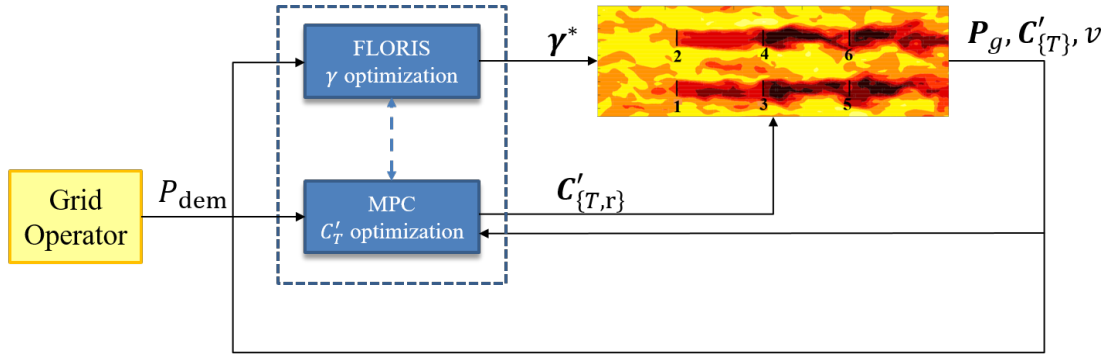 FLORIS
γ optimization
γ*
2 4 6
1 3 5
P_g, C'_{T}, v
Grid
Operator
P_dem
MPC
C'_T optimization
C'_{T,r}